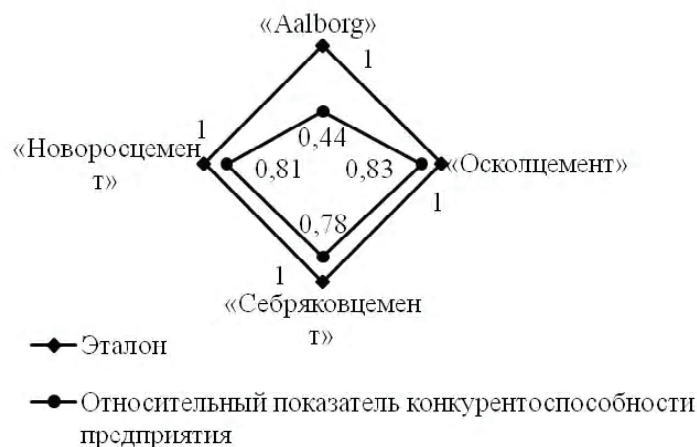 «Aalborg»
1
1
«Новоросцемен
т»
0,44
0,81
0,83
«Осколцемент»
1
0,78
1
«Себряковцемен
т»
Эталон
Относительный показатель конкурентоспособности
предприятия